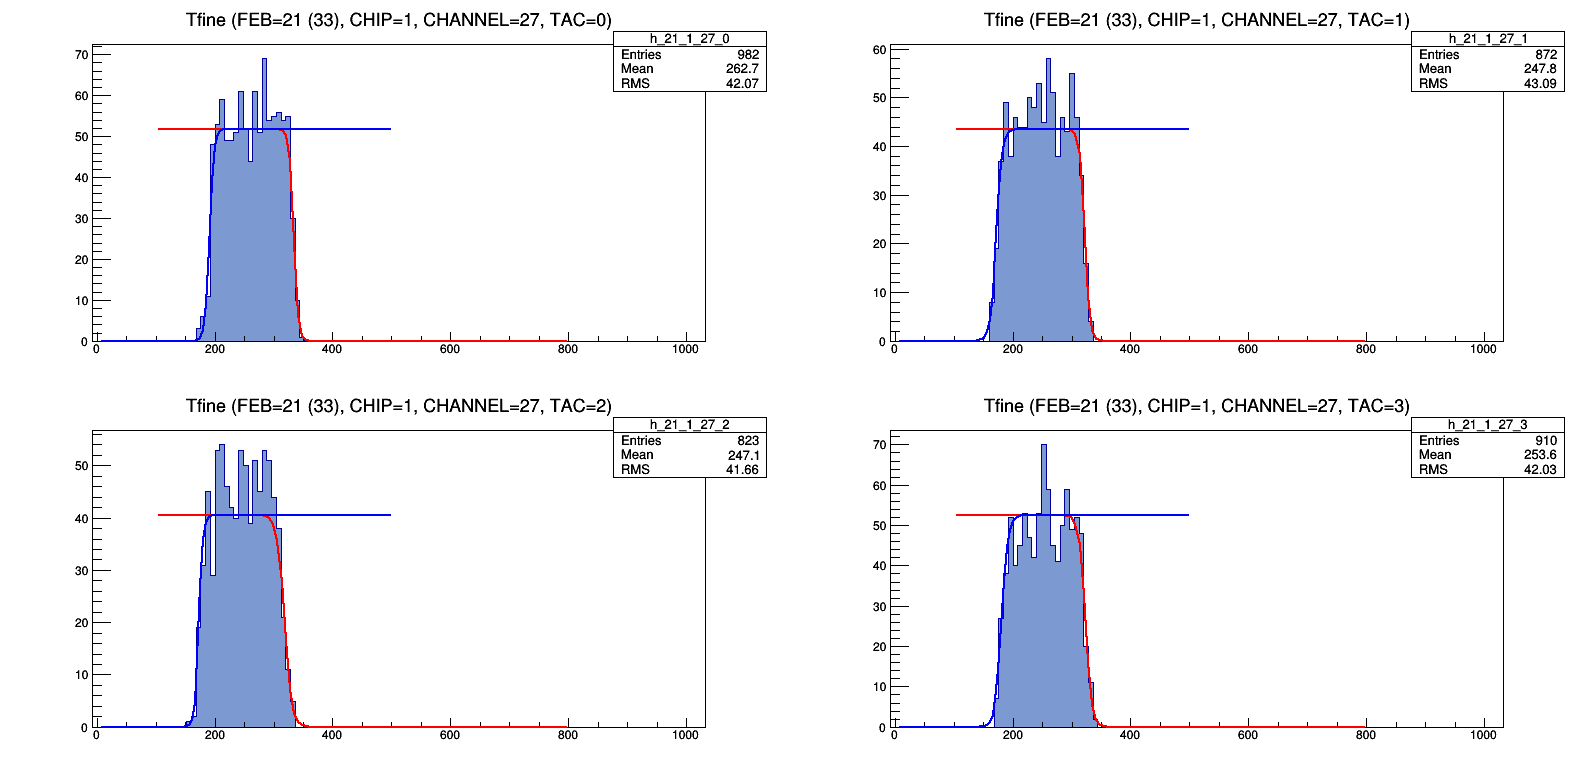 Tfine (FEB=21 (33), CHIP=1, CHANNEL=27, TAC=0)
h_21_1_27_0
Entries 982
Mean 262.7
RMS 42.07
70
60
50
40
30
20
10
0
0 200 400 600 800 1000
Tfine (FEB=21 (33), CHIP=1, CHANNEL=27, TAC=1)
h_21_1_27_1
Entries 872
Mean 247.8
RMS 43.09
60
50
40
30
20
10
0
0 200 400 600 800 1000
Tfine (FEB=21 (33), CHIP=1, CHANNEL=27, TAC=2)
h_21_1_27_2
Entries 823
Mean 247.1
RMS 41.66
50
40
30
20
10
0
0 200 400 600 800 1000
Tfine (FEB=21 (33), CHIP=1, CHANNEL=27, TAC=3)
h_21_1_27_3
Entries 910
Mean 253.6
RMS 42.03
70
60
50
40
30
20
10
0
0 200 400 600 800 1000